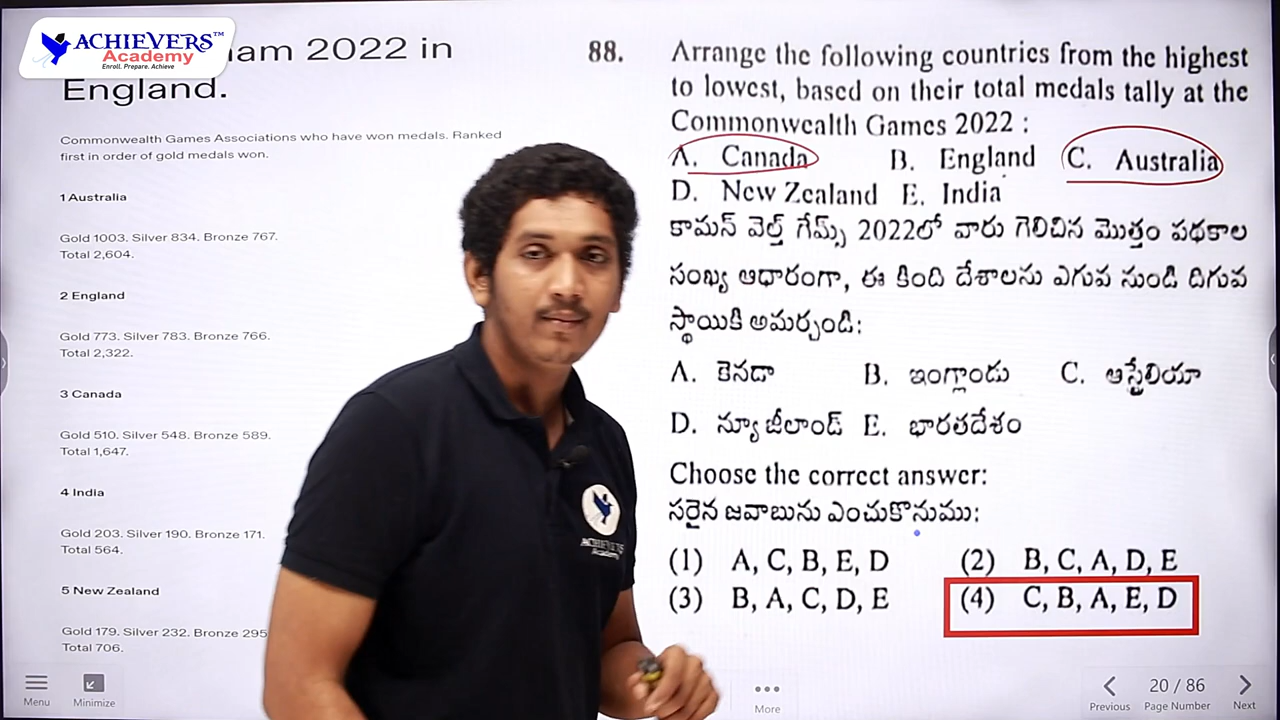 ACHIEVERS™
Academy
Enroll. Prepare. Achieve
ham 2022 in
England.
Commonwealth Games Associations who have won medals. Ranked
first in order of gold medals won.
1 Australia
Gold 1003. Silver 834. Bronze 767.
Total 2,604.
2 England
Gold 773. Silver 783. Bronze 766.
Total 2,322.
3 Canada
Gold 510. Silver 548. Bronze 589.
Total 1,647.
4 India
Gold 203. Silver 190. Bronze 171.
Total 564.
5 New Zealand
Gold 179. Silver 232. Bronze 295
Total 706.
88. Arrange the following countries from the highest
to lowest, based on their total medals tally at the
Commonwealth Games 2022 :
A. Canada B. England C. Australia
D. New Zealand E. India
కామన్ వెల్త్ గేమ్స్ 2022లో వారు గెలిచిన మొత్తం పథకాల
సంఖ్య ఆధారంగా, ఈ కింది దేశాలను ఎగువ నుండి దిగువ
స్థాయికి అమర్చండి:
A. కెనడా B. ఇంగ్లాండు C. ఆస్ట్రేలియా
D. న్యూ జీలాండ్ E. భారతదేశం
Choose the correct answer:
సరైన జవాబును ఎంచుకొనుము:
(1) A, C, B, E, D (2) B, C, A, D, E
(3) B, A, C, D, E (4) C, B, A, E, D
ACHIEVERS
Academy
Menu
Minimize
More
Previous
20 / 86
Page Number
Next